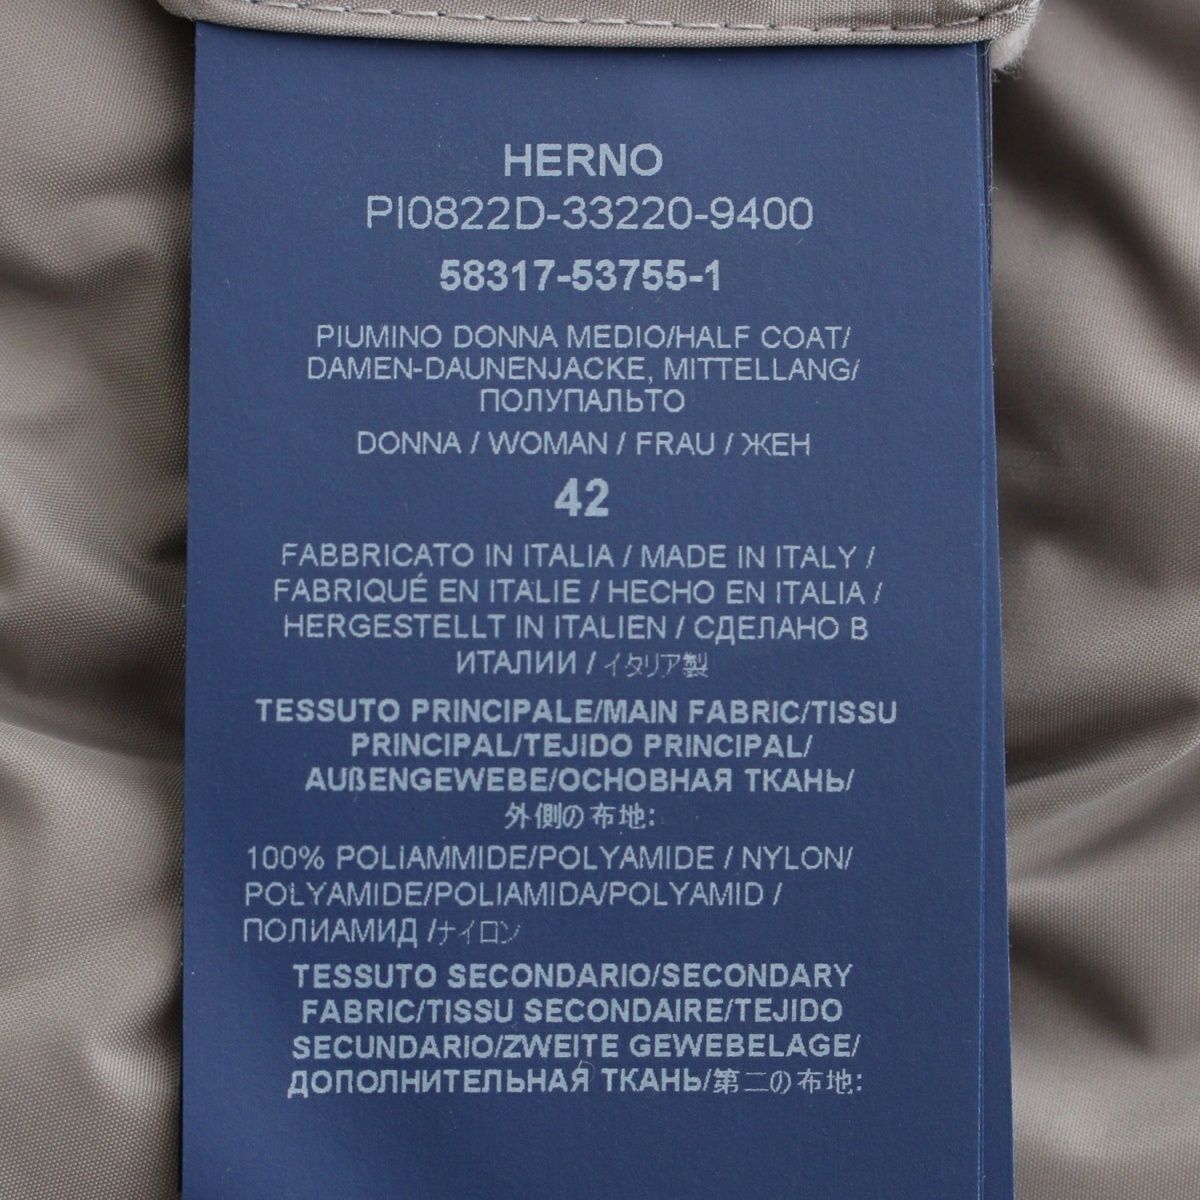 HERNO
PI0822D-33220-9400
58317-53755-1
PIUMINO DONNA MEDIO/HALF COAT/
DAMEN-DAUNENJACKE, MITTELLANG/
ПОЛУПАЛЬТО
DONNA / WOMAN / FRAU / ЖЕН
42
FABBRICATO IN ITALIA / MADE IN ITALY /
FABRIQUÉ EN ITALIE / HECHO EN ITALIA /
HERGESTELLT IN ITALIEN / СДЕЛАНО В
ИТАЛИИ / イタリア製
TESSUTO PRINCIPALE/MAIN FABRIC/TISSU
PRINCIPAL/TEJIDO PRINCIPAL/
AUßENGEWEBE/ОСНОВНАЯ ТКАНЬ/
外側の布地:
100% POLIAMMIDE/POLYAMIDE / NYLON/
POLYAMIDE/POLIAMIDA/POLYAMID /
ПОЛИАМИД /ナイロン
TESSUTO SECONDARIO/SECONDARY
FABRIC/TISSU SECONDAIRE/TEJIDO
SECUNDARIO/ZWEITE GEWEBELAGE/
ДОПОЛНИТЕЛЬНАЯ ТКАНЬ/第二の布地: